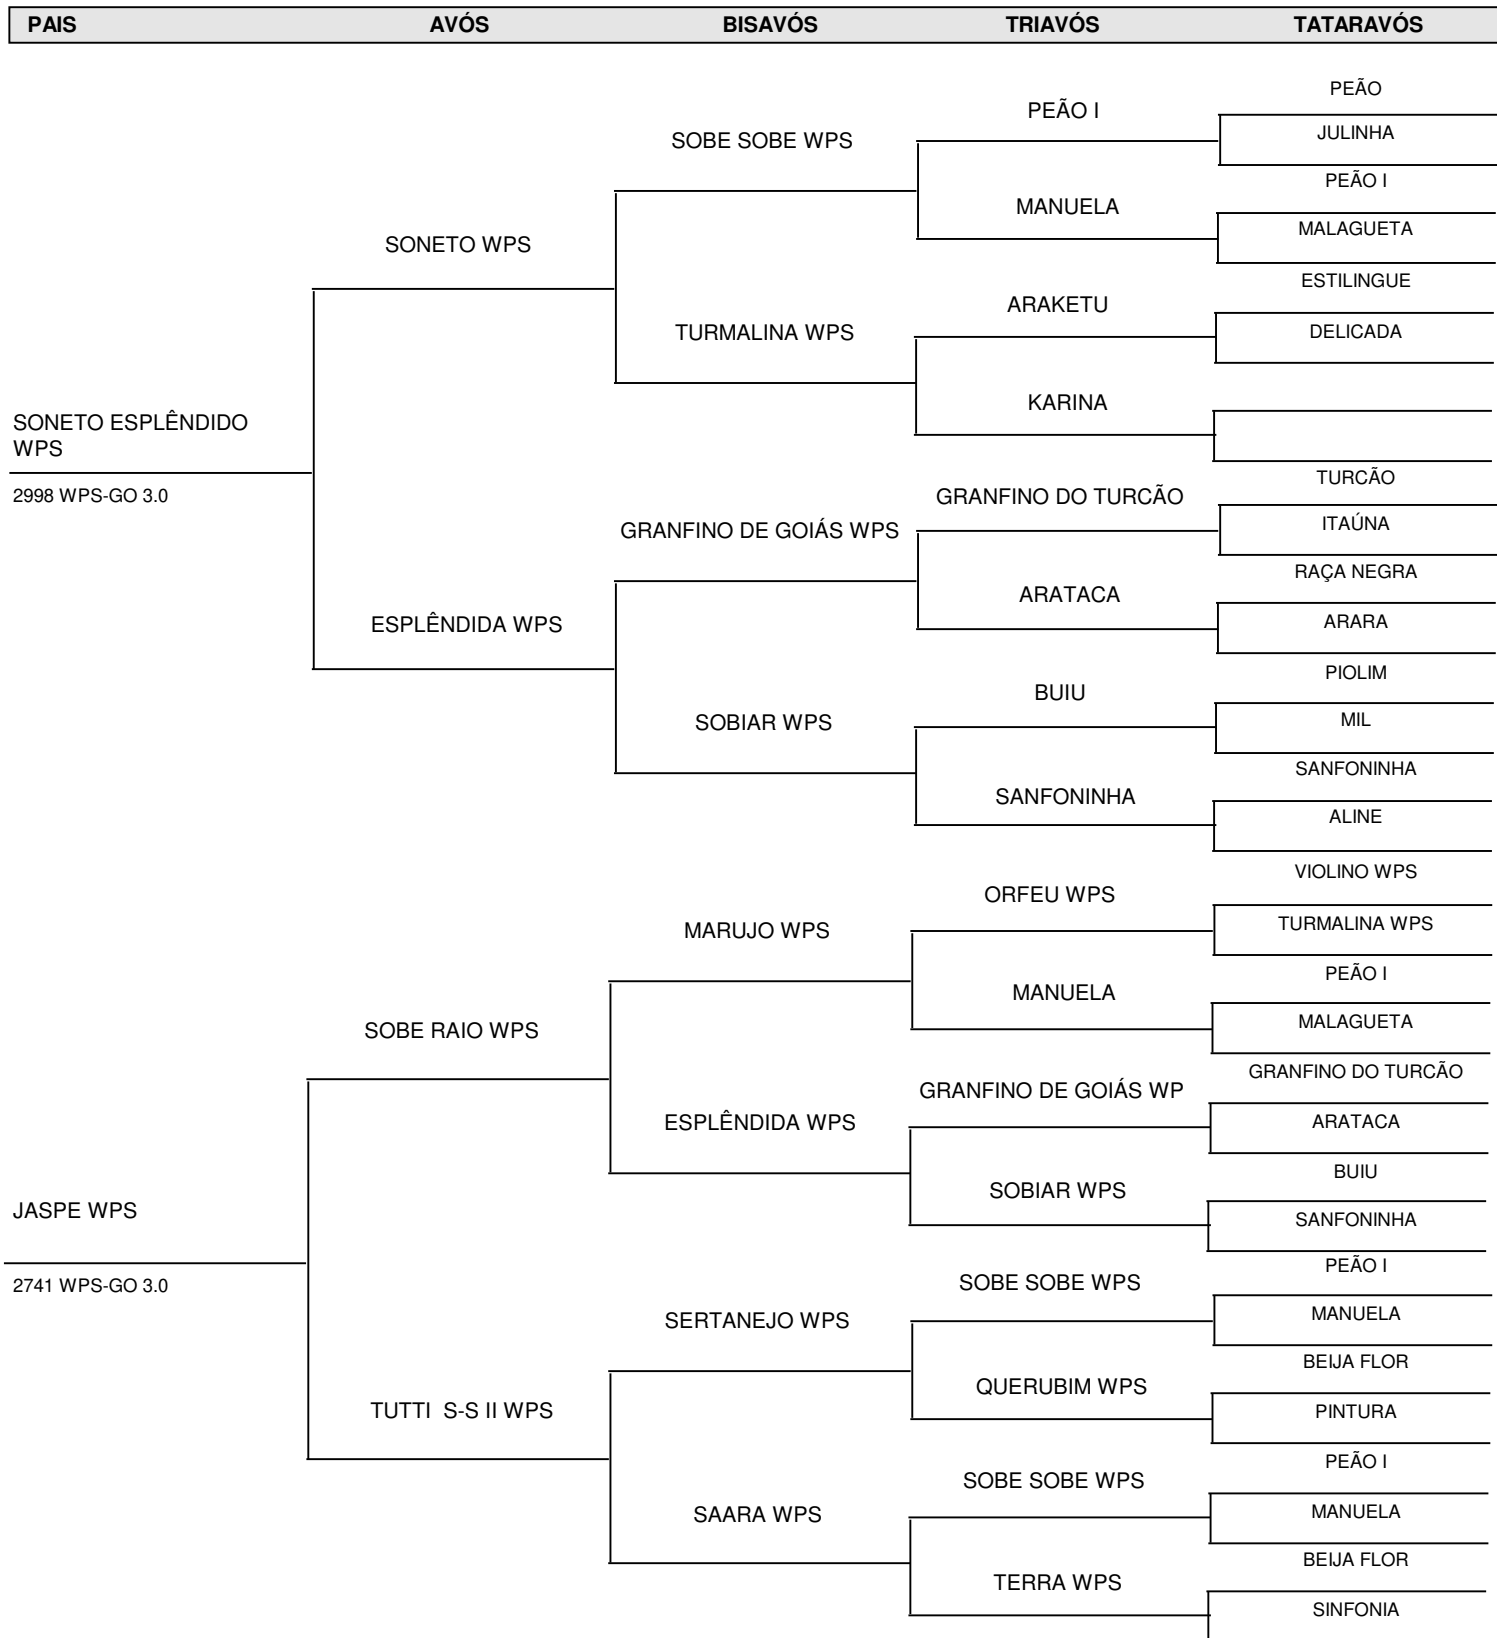 PAIS AVÓS BISAVÓS TRIAVÓS TATARAVÓS
PEÃO
PEÃO I
JULINHA
SOBE SOBE WPS
PEÃO I
MANUELA
MALAGUETA
SONETO WPS
ESTILINGUE
ARAKETU
TURMALINA WPS
DELICADA
KARINA
SONETO ESPLÊNDIDO
WPS
2998 WPS-GO 3.0
TURCÃO
GRANFINO DO TURCÃO
ITAÚNA
GRANFINO DE GOIÁS WPS
RAÇA NEGRA
ARATACA
ARARA
ESPLÊNDIDA WPS
PIOLIM
BUIU
MIL
SOBIAR WPS
SANFONINHA
SANFONINHA
ALINE
VIOLINO WPS
ORFEU WPS
TURMALINA WPS
MARUJO WPS
PEÃO I
MANUELA
MALAGUETA
SOBE RAIO WPS
GRANFINO DO TURCÃO
GRANFINO DE GOIÁS WP
ESPLÊNDIDA WPS
ARATACA
BUIU
SOBIAR WPS
SANFONINHA
JASPE WPS
2741 WPS-GO 3.0
PEÃO I
SOBE SOBE WPS
MANUELA
SERTANEJO WPS
BEIJA FLOR
QUERUBIM WPS
PINTURA
TUTTI S-S II WPS
PEÃO I
SOBE SOBE WPS
MANUELA
SAARA WPS
BEIJA FLOR
TERRA WPS
SINFONIA